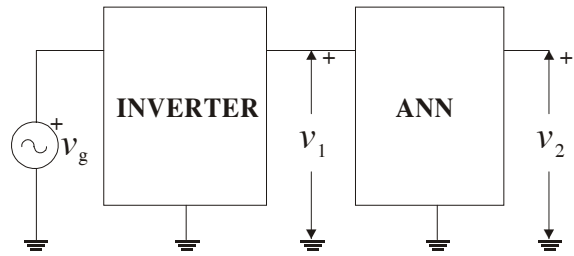 +
v_g
INVERTER
+
v_1
ANN
+
v_2